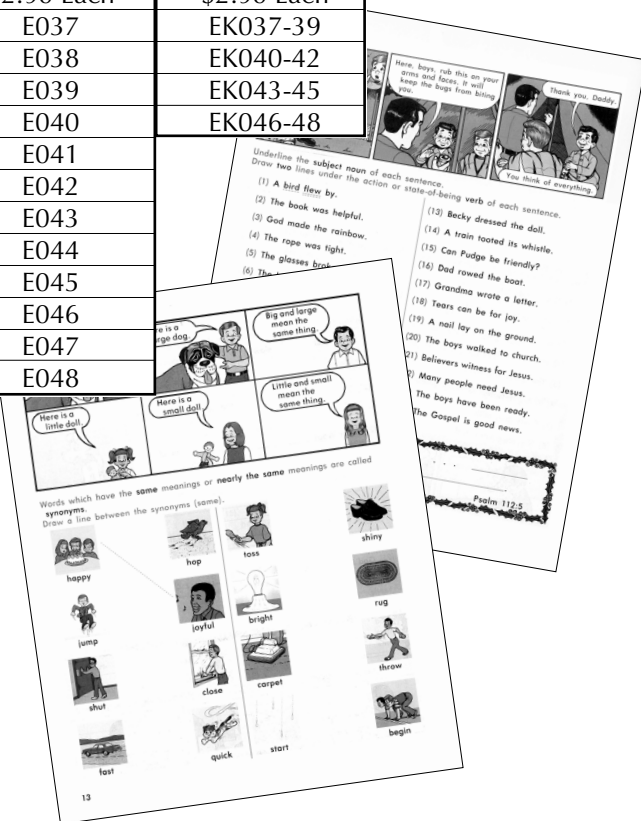 $2.98 Each
E037 EK037-39
E038 EK040-42
E039 EK043-45
E040 EK046-48
E041
E042
E043
E044
E045
E046
E047
E048
Here, boys, rub this on your
arms and faces. It will
keep the bugs from biting
you.
Thank you, Daddy.
You think of everything.
Underline the subject noun of each sentence.
Draw two lines under the action or state-of-being verb of each sentence.
(1) A bird flew by.
(2) The book was helpful.
(3) God made the rainbow.
(4) The rope was tight.
(5) The glasses
(6) The
(13) Becky dressed the doll.
(14) A train tooted its whistle.
(15) Can Pudge be friendly?
(16) Dad rowed the boat.
(17) Grandma wrote a letter.
(18) Tears can be for joy.
(19) A nail lay on the ground.
(20) The boys walked to church.
21) Believers witness for Jesus.
2) Many people need Jesus.
The boys have been ready.
The Gospel is good news.
Psalm 112:5
re is a
rge dog.
Big and large
mean the
same thing.
Here is a
little doll.
Here is a
small doll.
Little and small
mean the
same thing.
Words which have the same meanings or nearly the same meanings are called
synonyms.
Draw a line between the synonyms (same).
happy
hop
toss
shiny
jump
joyful
bright
rug
shut
close
carpet
throw
fast
quick
start
begin
13